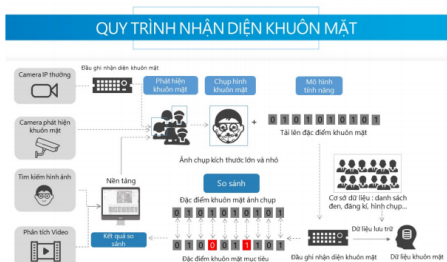 QUY TRÌNH NHẬN DIỆN KHUÔN MẶT
Camera IP thường
Đầu ghi nhận diện khuôn mặt
Phát hiện
khuôn mặt
Chụp hình
khuôn mặt
Mô hình
tính năng
Camera phát hiện
khuôn mặt
+
0 1 0 1 0 1 0 1 0 1
Tải lên đặc điểm khuôn mặt
Ảnh chụp kích thước lớn và nhỏ
Tìm kiếm hình ảnh
Nền tảng
So sánh
Đặc điểm khuôn mặt ảnh chụp
0 1 0 1 0 1 0 1 0 1
Cơ sở dữ liệu : danh sách
đen, đăng kí, hình chụp...
Phân tích Video
Kết quả so
sánh
0 1 0 0 0 1 1 1 0 1
Dữ liệu lưu trữ
Đặc điểm khuôn mặt mục tiêu
Đầu ghi nhận diện khuôn mặt
Dữ liệu khuôn mặt